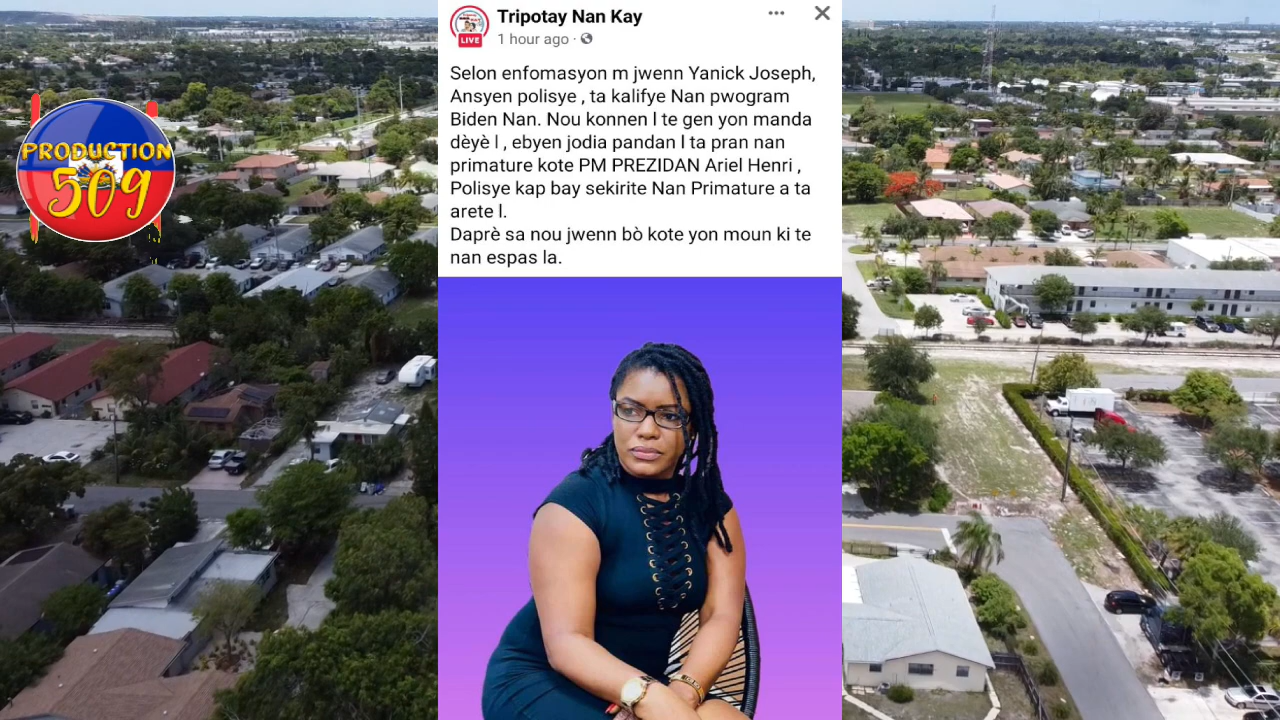 PRODUCTION
509
Tripotay Nan Kay
LIVE
1 hour ago ·
Selon enfomasyon m jwenn Yanick Joseph,
Ansyen polisye , ta kalifye Nan pwogram
Biden Nan. Nou konnen l te gen yon manda
dèyè l , ebyen jodia pandan l ta pran nan
primature kote PM PREZIDAN Ariel Henri ,
Polisye kap bay sekirite Nan Primature a ta
arete l.
Daprè sa nou jwenn bò kote yon moun ki te
nan espas la.